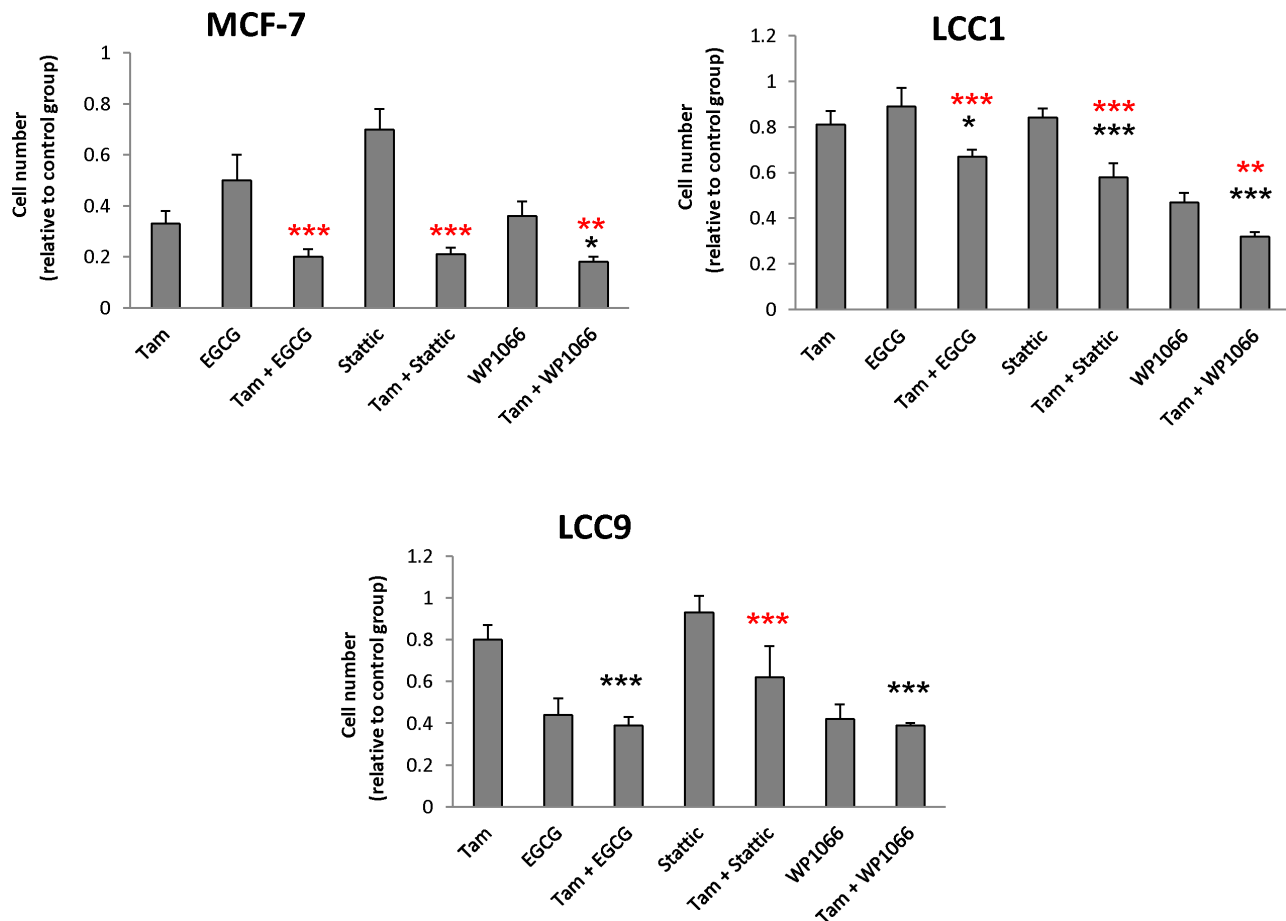 MCF-7
Cell number
(relative to control group)
1
0.8
0.6
0.4
0.2
0
***
***
**
*
Tam
EGCG
Tam + EGCG
Stattic
Tam + Stattic
WP1066
Tam + WP1066
LCC1
Cell number
(relative to control group)
1.2
1
0.8
0.6
0.4
0.2
0
***
*
***
***
**
***
Tam
EGCG
Tam + EGCG
Stattic
Tam + Stattic
WP1066
Tam + WP1066
LCC9
Cell number
(relative to control group)
1.2
1
0.8
0.6
0.4
0.2
0
***
***
***
Tam
EGCG
Tam + EGCG
Stattic
Tam + Stattic
WP1066
Tam + WP1066